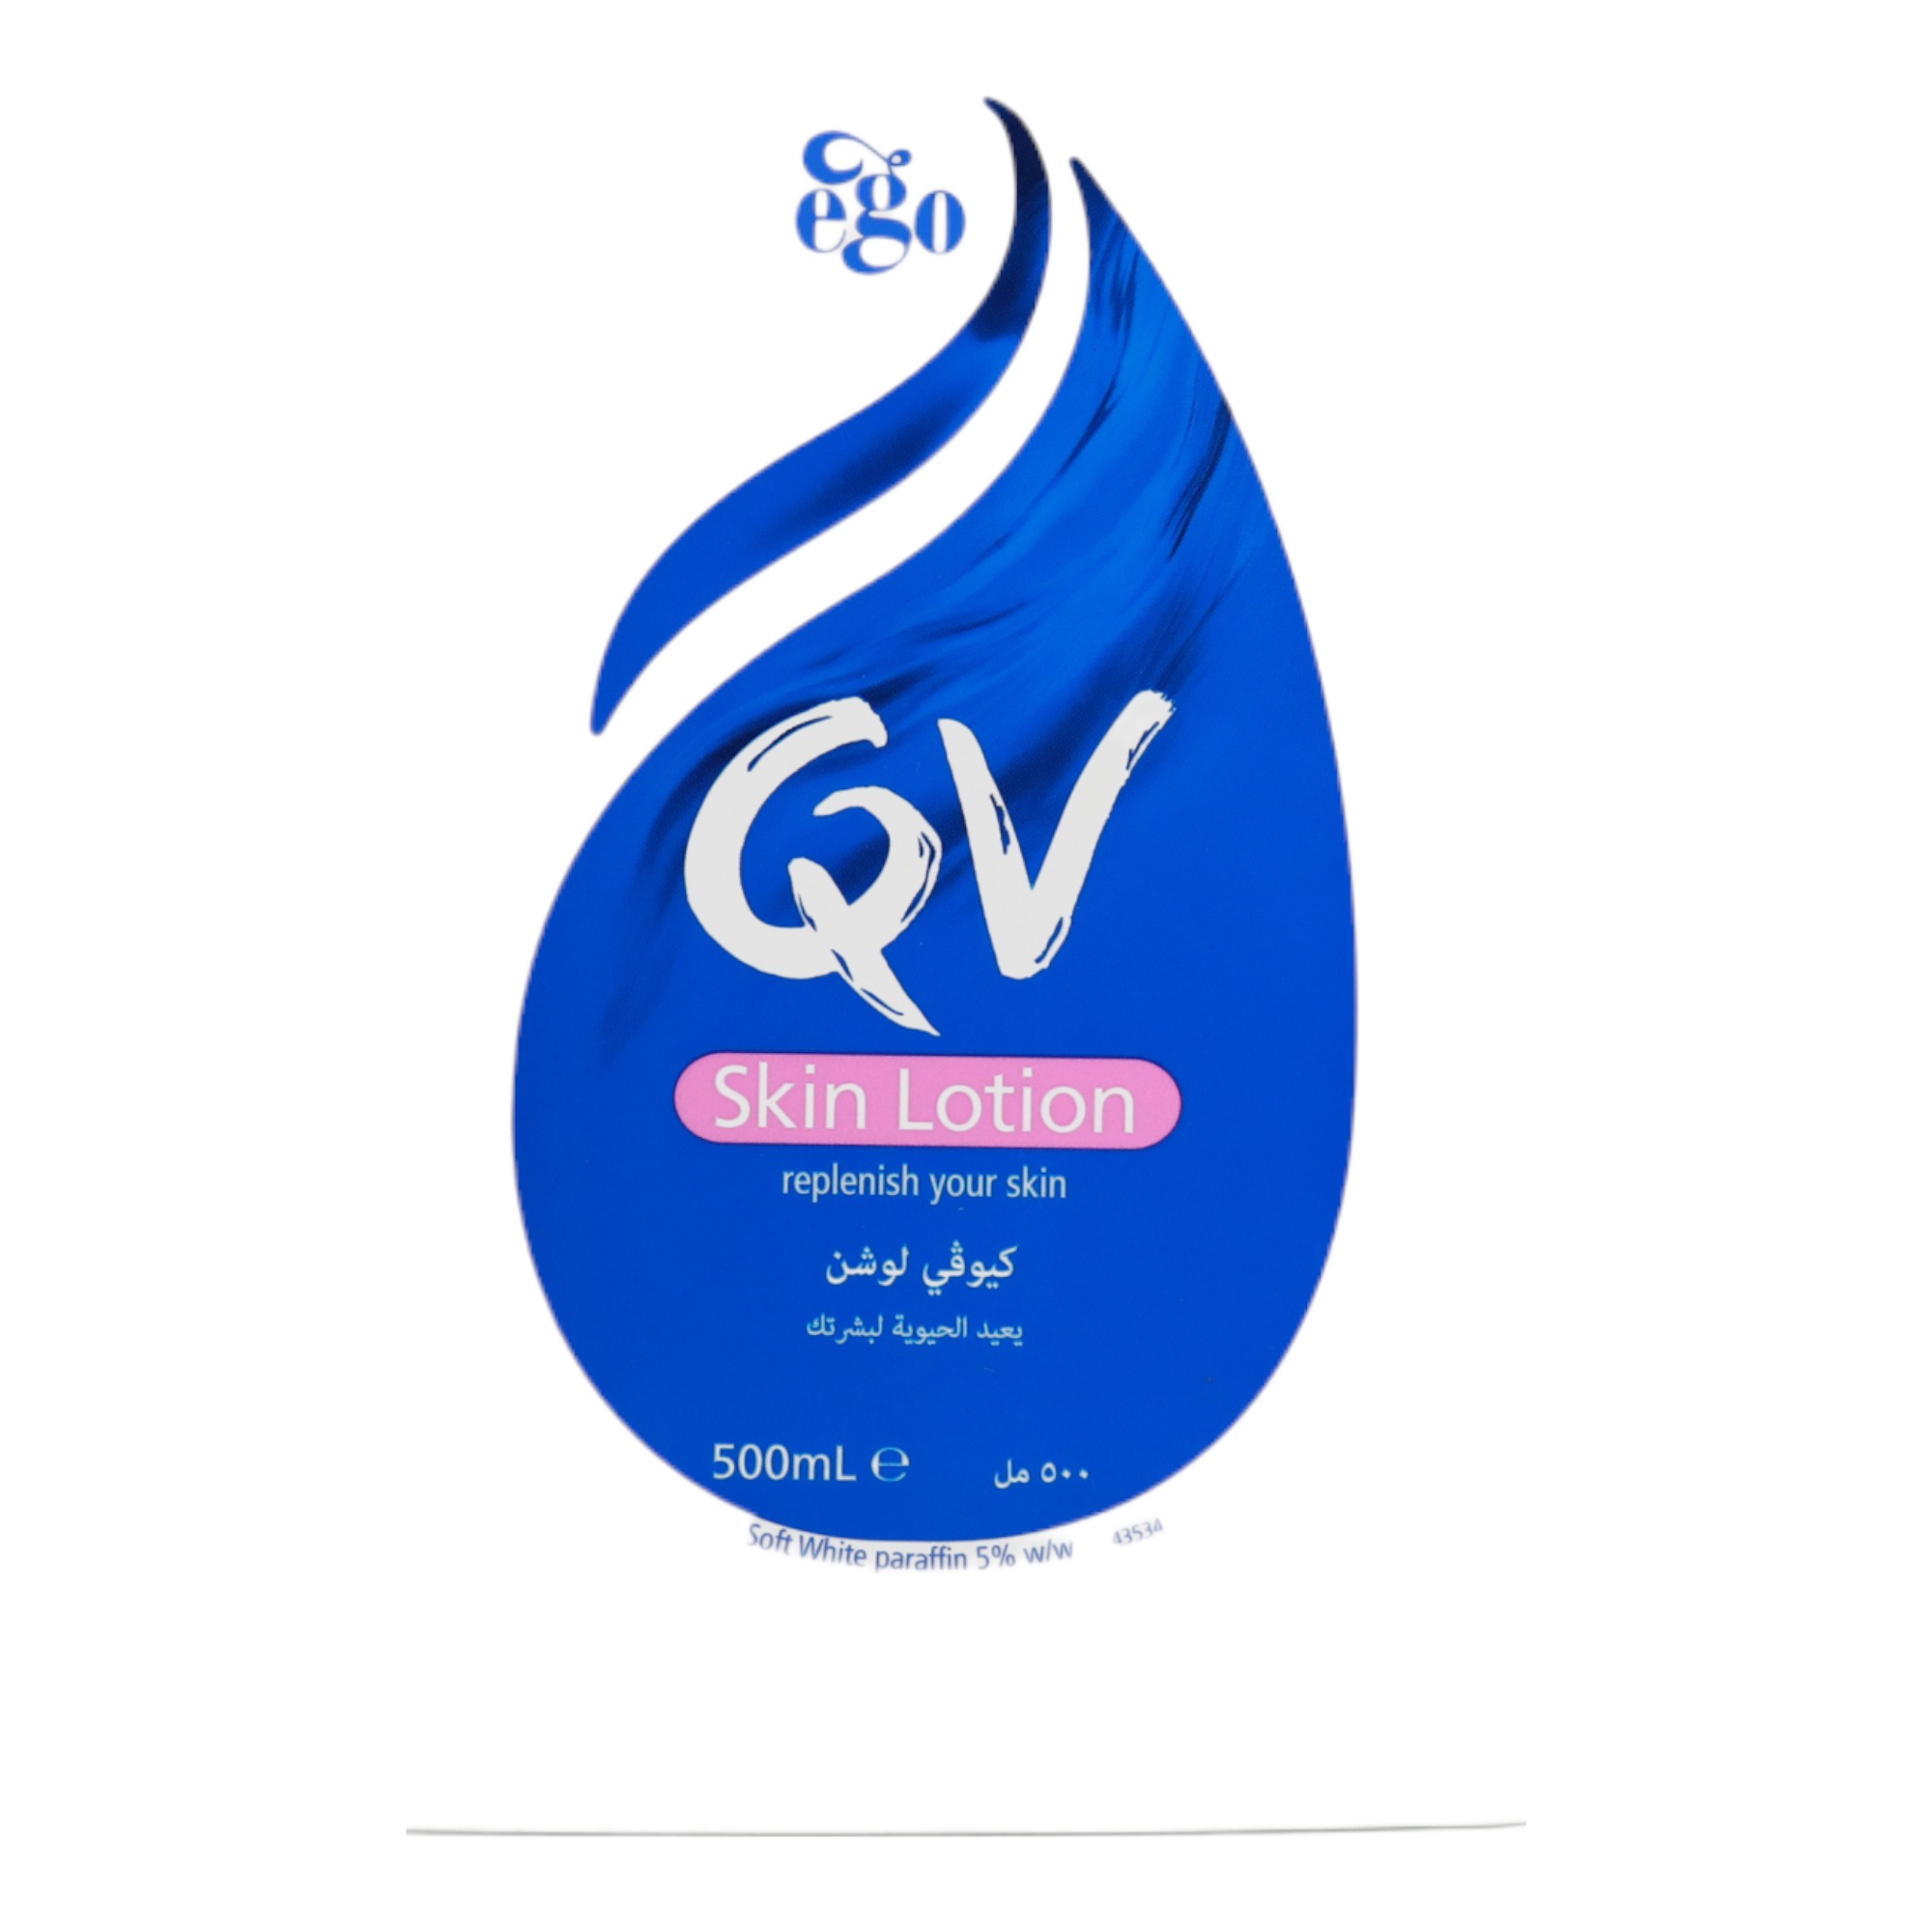 ego
QV
Skin Lotion
replenish your skin
كيوڤي لوشن
يعيد الحيوية لبشرتك
500mL ℮
٥٠٠ مل
Soft White paraffin 5% w/w
43534